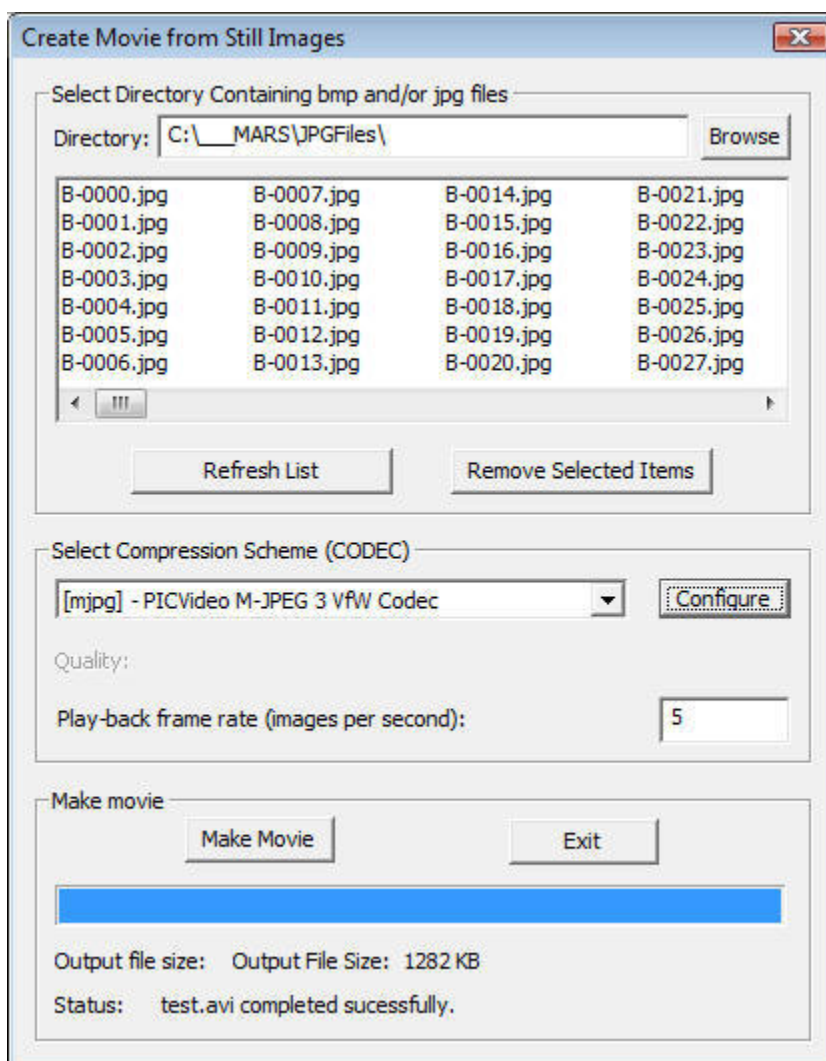 Create Movie from Still Images
Select Directory Containing bmp and/or jpg files
Directory: C:\___MARS\JPGFiles\ Browse
B-0000.jpg B-0007.jpg B-0014.jpg B-0021.jpg
B-0001.jpg B-0008.jpg B-0015.jpg B-0022.jpg
B-0002.jpg B-0009.jpg B-0016.jpg B-0023.jpg
B-0003.jpg B-0010.jpg B-0017.jpg B-0024.jpg
B-0004.jpg B-0011.jpg B-0018.jpg B-0025.jpg
B-0005.jpg B-0012.jpg B-0019.jpg B-0026.jpg
B-0006.jpg B-0013.jpg B-0020.jpg B-0027.jpg
Refresh List Remove Selected Items
Select Compression Scheme (CODEC)
[mjpg] - PICVideo M-JPEG 3 VfW Codec Configure
Quality:
Play-back frame rate (images per second): 5
Make movie
Make Movie Exit
Output file size: Output File Size: 1282 KB
Status: test.avi completed sucessfully.